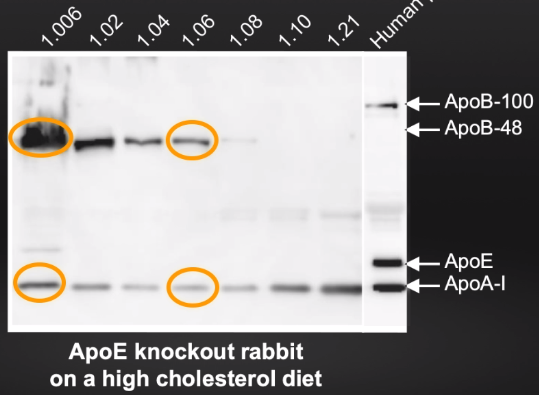 1.006 1.02 1.04 1.06 1.08 1.10 1.21 Human
ApoB-100
ApoB-48
ApoE
ApoA-I
ApoE knockout rabbit
on a high cholesterol diet